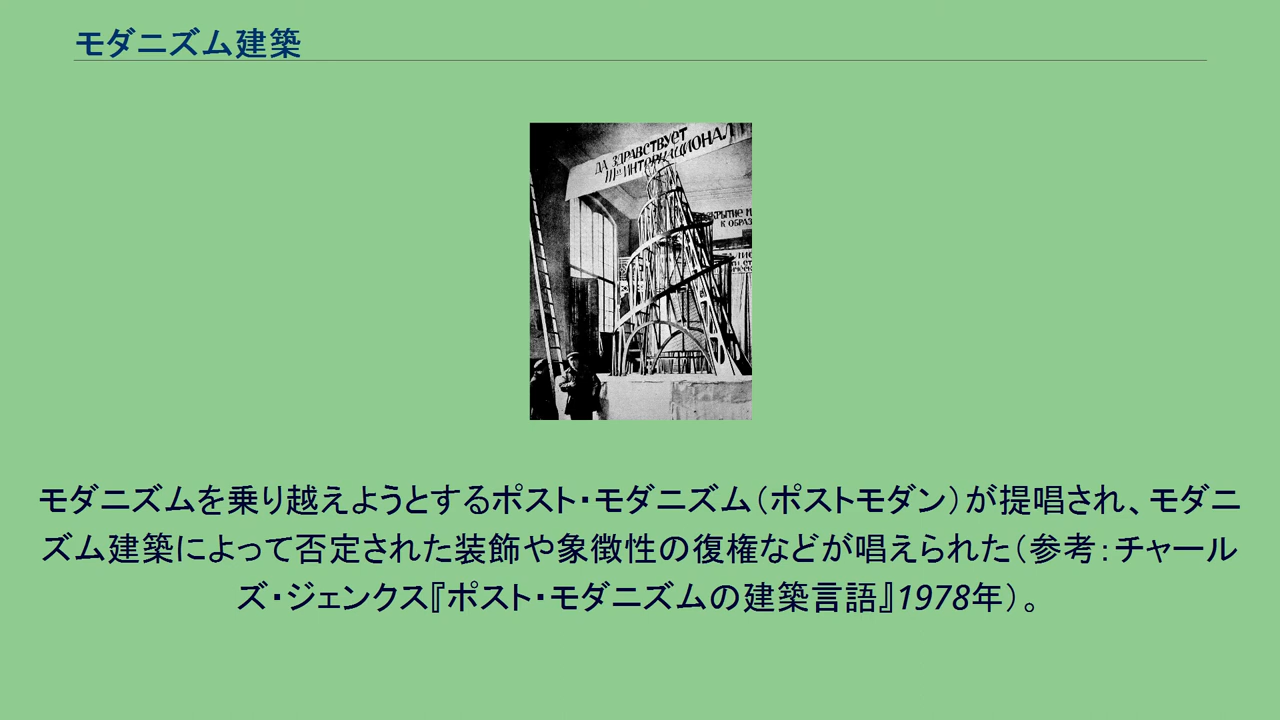 モダニズム建築
ДА ЗДРАВСТВУЕТ
IIIй ИНТЕРНАЦИОНАЛ
К ОБРАЗ
モダニズムを乗り越えようとするポスト・モダニズム（ポストモダン）が提唱され、モダニ
ズム建築によって否定された装飾や象徴性の復権などが唱えられた（参考：チャール
ズ・ジェンクス『ポスト・モダニズムの建築言語』1978年）。